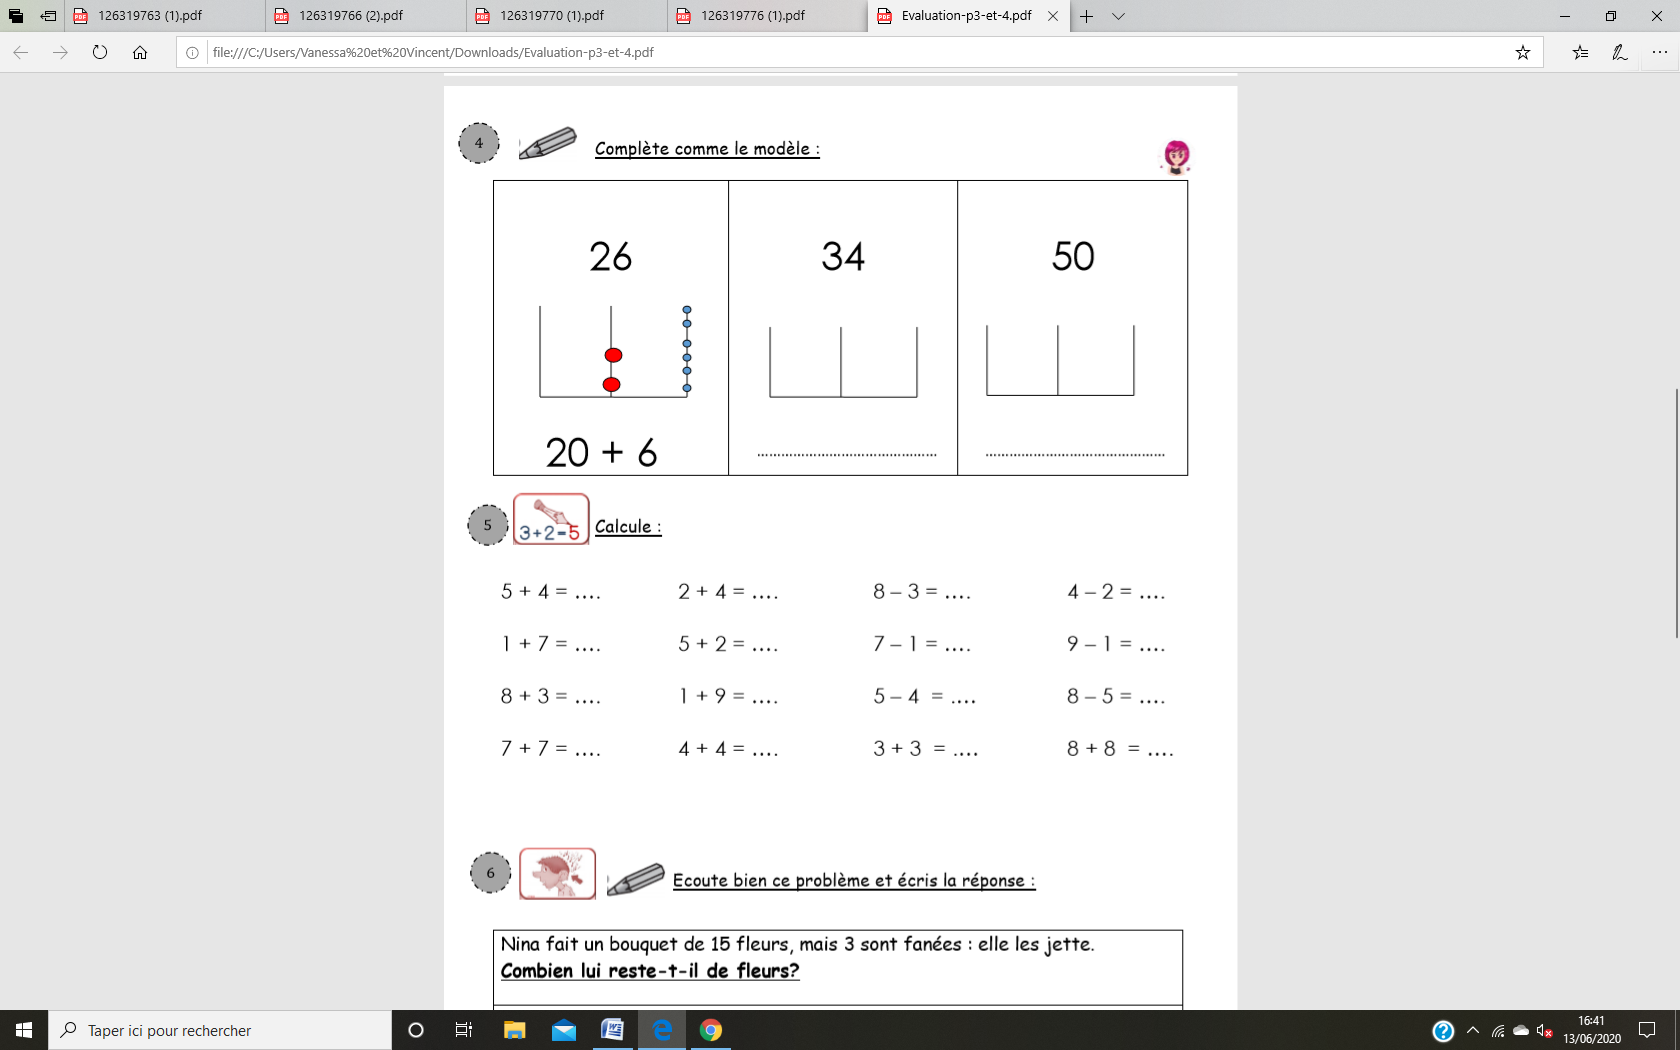 126319763 (1).pdf
126319766 (2).pdf
126319770 (1).pdf
126319776 (1).pdf
Evaluation-p3-et-4.pdf
file:///C:/Users/Vanessa%20et%20Vincent/Downloads/Evaluation-p3-et-4.pdf
4 Complète comme le modèle :
26 34 50
20 + 6 .............................................. ..............................................
5 3+2=5 Calcule :
5 + 4 = …. 2 + 4 = …. 8 – 3 = …. 4 – 2 = ….
1 + 7 = …. 5 + 2 = …. 7 – 1 = …. 9 – 1 = ….
8 + 3 = …. 1 + 9 = …. 5 – 4 = …. 8 – 5 = ….
7 + 7 = …. 4 + 4 = …. 3 + 3 = …. 8 + 8 = ….
6 Ecoute bien ce problème et écris la réponse :
Nina fait un bouquet de 15 fleurs, mais 3 sont fanées : elle les jette.
Combien lui reste-t-il de fleurs?
Taper ici pour rechercher
16:41
13/06/2020